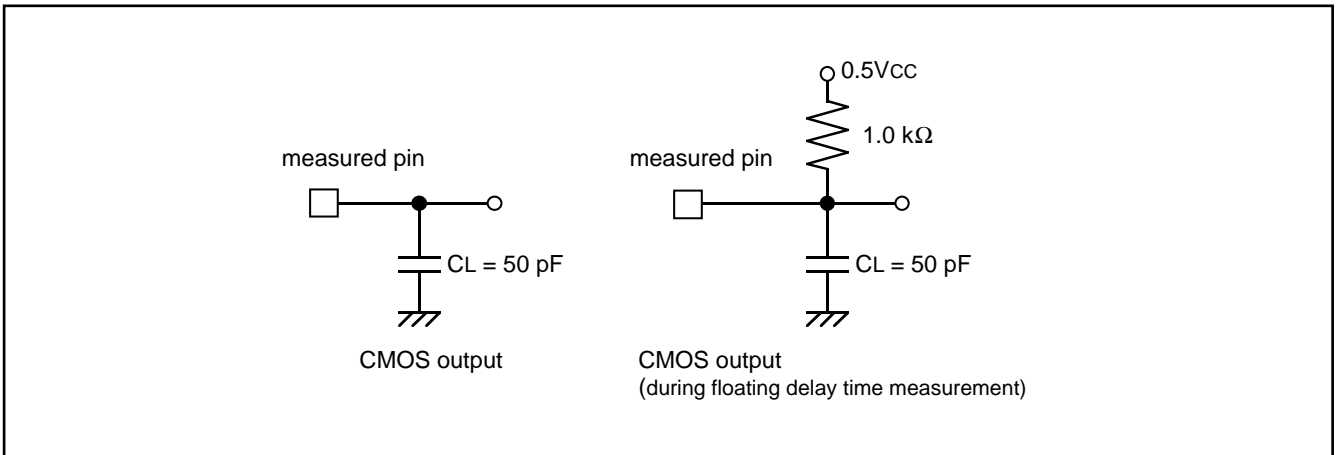 0.5VCC
1.0 kΩ
measured pin
measured pin
CL = 50 pF
CL = 50 pF
CMOS output
CMOS output
(during floating delay time measurement)